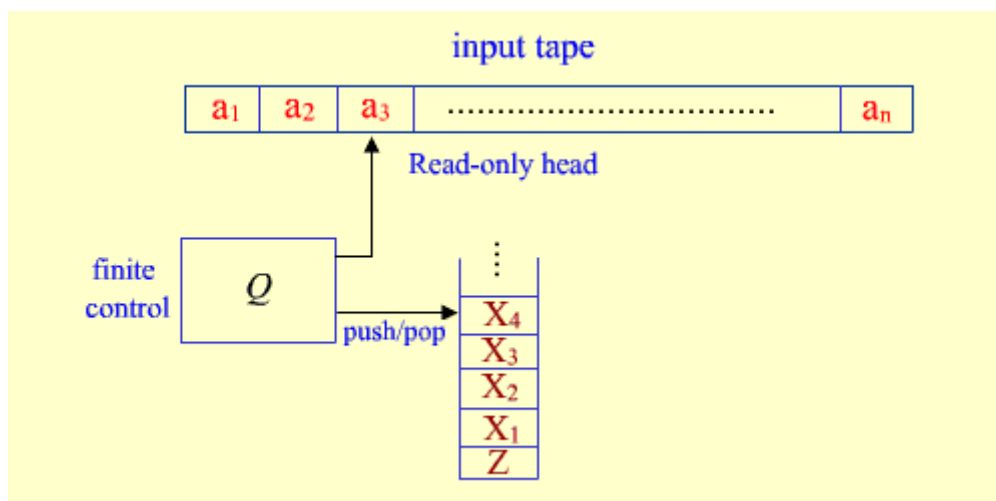 input tape
a₁ a₂ a₃ .................................. aₙ
Read-only head
finite
control
Q
push/pop
X₄
X₃
X₂
X₁
Z